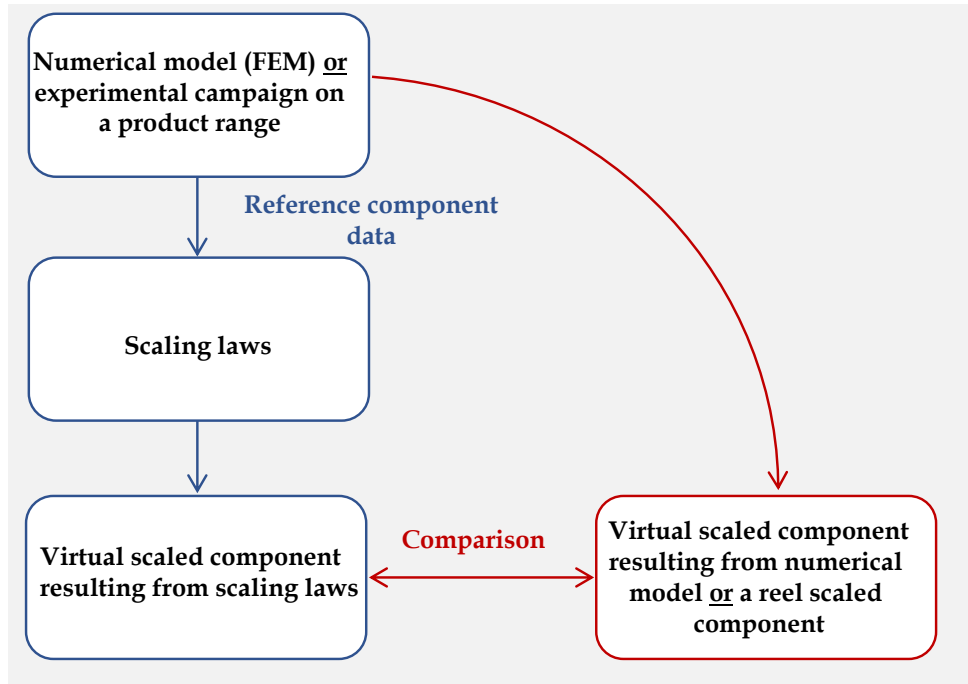 Numerical model (FEM) or
experimental campaign on
a product range
Reference component
data
Scaling laws
Virtual scaled component
resulting from scaling laws
Comparison
Virtual scaled component
resulting from numerical
model or a reel scaled
component